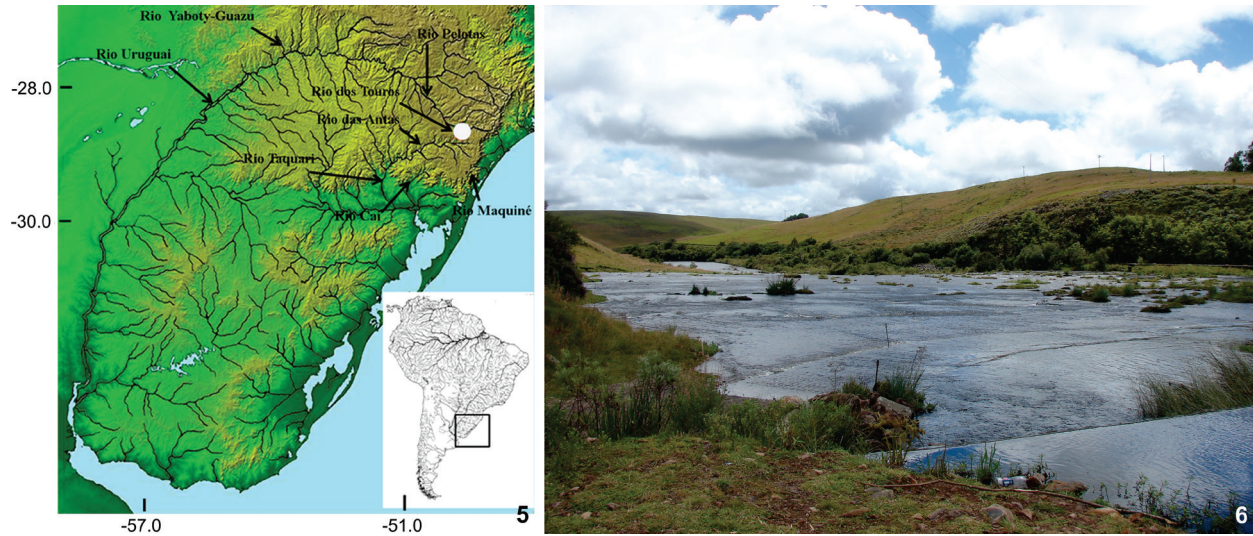 Rio Yaboty-Guazu
Rio Pelotas
Rio Uruguai
-28.0
Rio dos Touros
Rio das Antas
Rio Taquari
Rio Caí
Rio Maquiné
-30.0
-57.0
-51.0
5
6